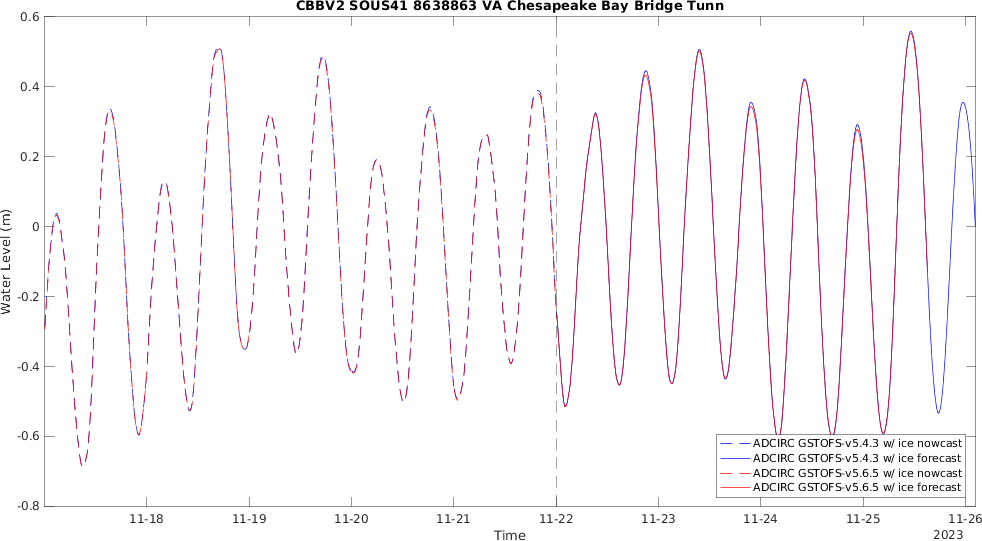 CBBV2 SOUS41 8638863 VA Chesapeake Bay Bridge Tunn
0.6
0.4
0.2
0
-0.2
-0.4
-0.6
-0.8
Water Level (m)
ADCIRC GSTOFS-v5.4.3 w/ ice nowcast
ADCIRC GSTOFS-v5.4.3 w/ ice forecast
ADCIRC GSTOFS-v5.6.5 w/ ice nowcast
ADCIRC GSTOFS-v5.6.5 w/ ice forecast
11-18 11-19 11-20 11-21 11-22 11-23 11-24 11-25 11-26
Time
2023